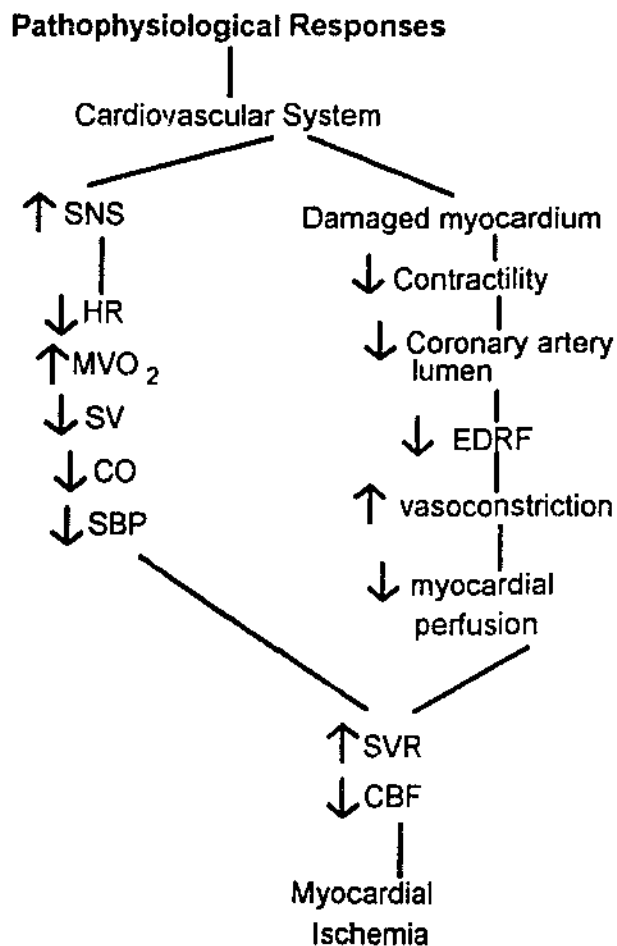 Pathophysiological Responses
Cardiovascular System
↑ SNS
↓ HR
↑ MVO₂
↓ SV
↓ CO
↓ SBP
Damaged myocardium
↓ Contractility
↓ Coronary artery
lumen
↓ EDRF
↑ vasoconstriction
↓ myocardial
perfusion
↑ SVR
↓ CBF
Myocardial
Ischemia